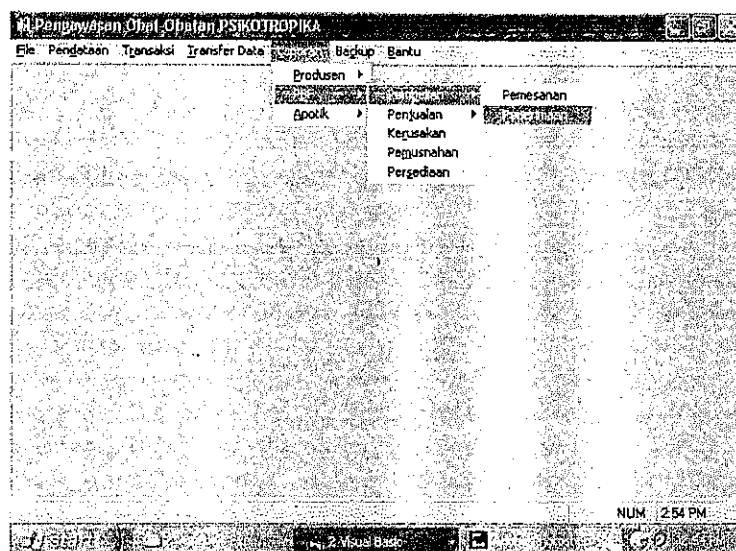 Pengawasan Obat-Obatan PSIKOTROPIKA
File Pendataan Transaksi Transfer Data Backup Bantu
Produsen
Pemesanan
Apotik Penjualan
Kerusakan
Pemusnahan
Persediaan
NUM 2:54 PM
2 Visual Basic